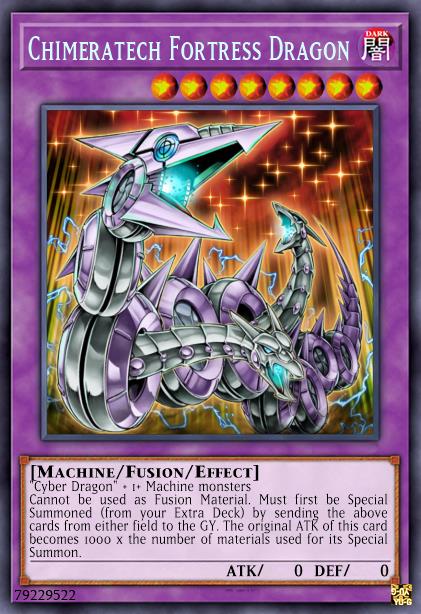 CHIMERATECH FORTRESS DRAGON
DARK
闇
[MACHINE/FUSION/EFFECT]
"Cyber Dragon" + 1+ Machine monsters
Cannot be used as Fusion Material. Must first be Special
Summoned (from your Extra Deck) by sending the above
cards from either field to the GY. The original ATK of this card
becomes 1000 x the number of materials used for its Special
Summon.
ATK/ 0 DEF/ 0
79229522